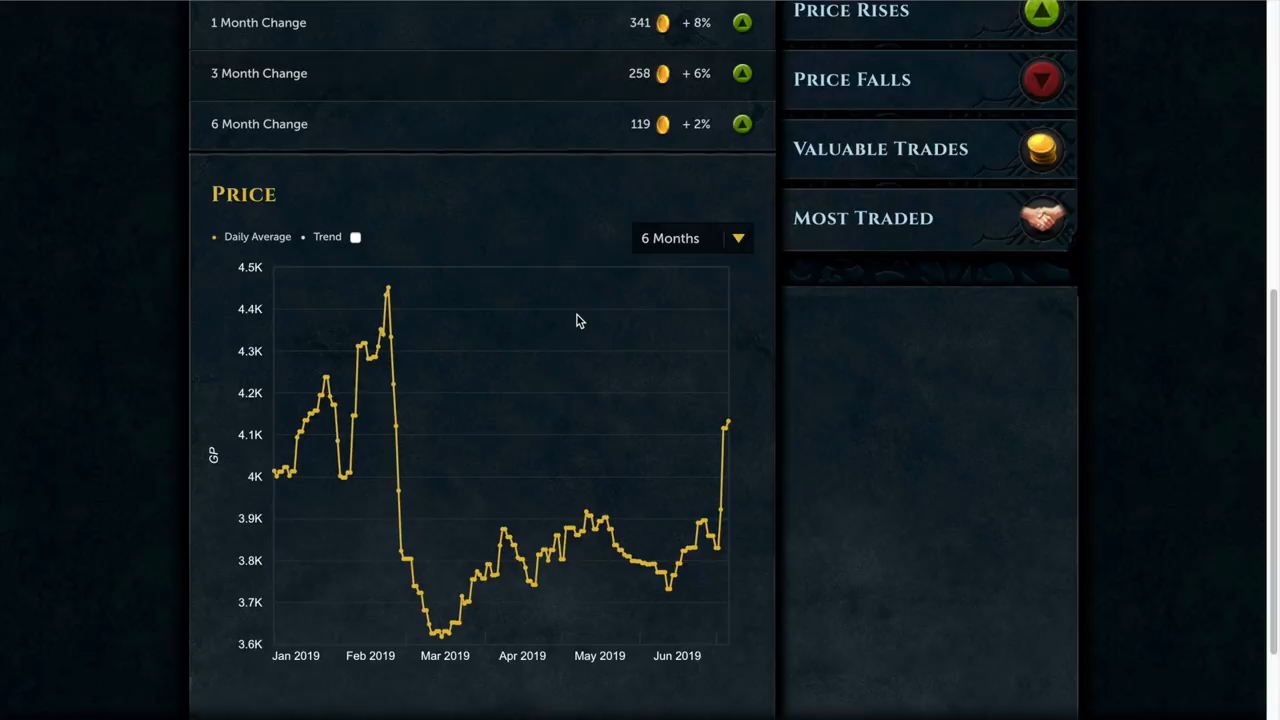 1 Month Change 341 + 8%
3 Month Change 258 + 6%
6 Month Change 119 + 2%
PRICE
Daily Average Trend
6 Months
4.5K
4.4K
4.3K
4.2K
4.1K
4K
3.9K
3.8K
3.7K
3.6K
GP
Jan 2019 Feb 2019 Mar 2019 Apr 2019 May 2019 Jun 2019
PRICE RISES
PRICE FALLS
VALUABLE TRADES
MOST TRADED